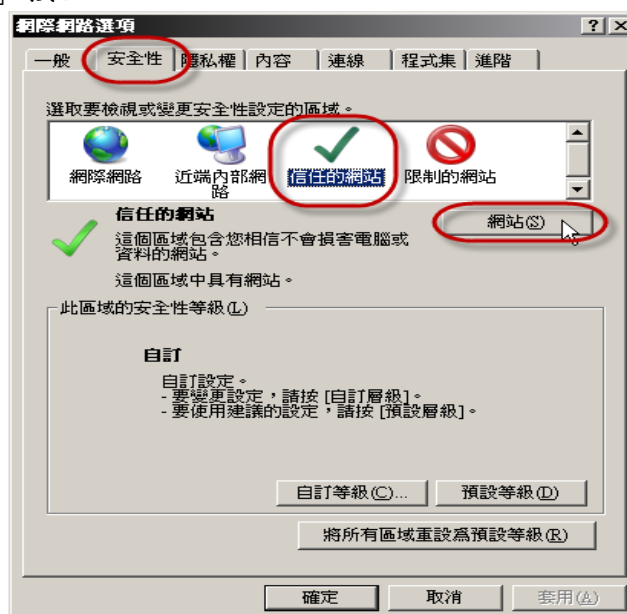 網際網路選項
一般 安全性 隱私權 內容 連線 程式集 進階
選取要檢視或變更安全性設定的區域。
網際網路 近端內部網路 信任的網站 限制的網站
信任的網站
網站(S)
這個區域包含您相信不會損害電腦或
資料的網站。
這個區域中具有網站。
此區域的安全性等級(L)
自訂
自訂設定。
- 要變更設定，請按 [自訂層級]。
- 要使用建議的設定，請按 [預設層級]。
自訂等級(C)... 預設等級(D)
將所有區域重設為預設等級(R)
確定 取消 套用(A)